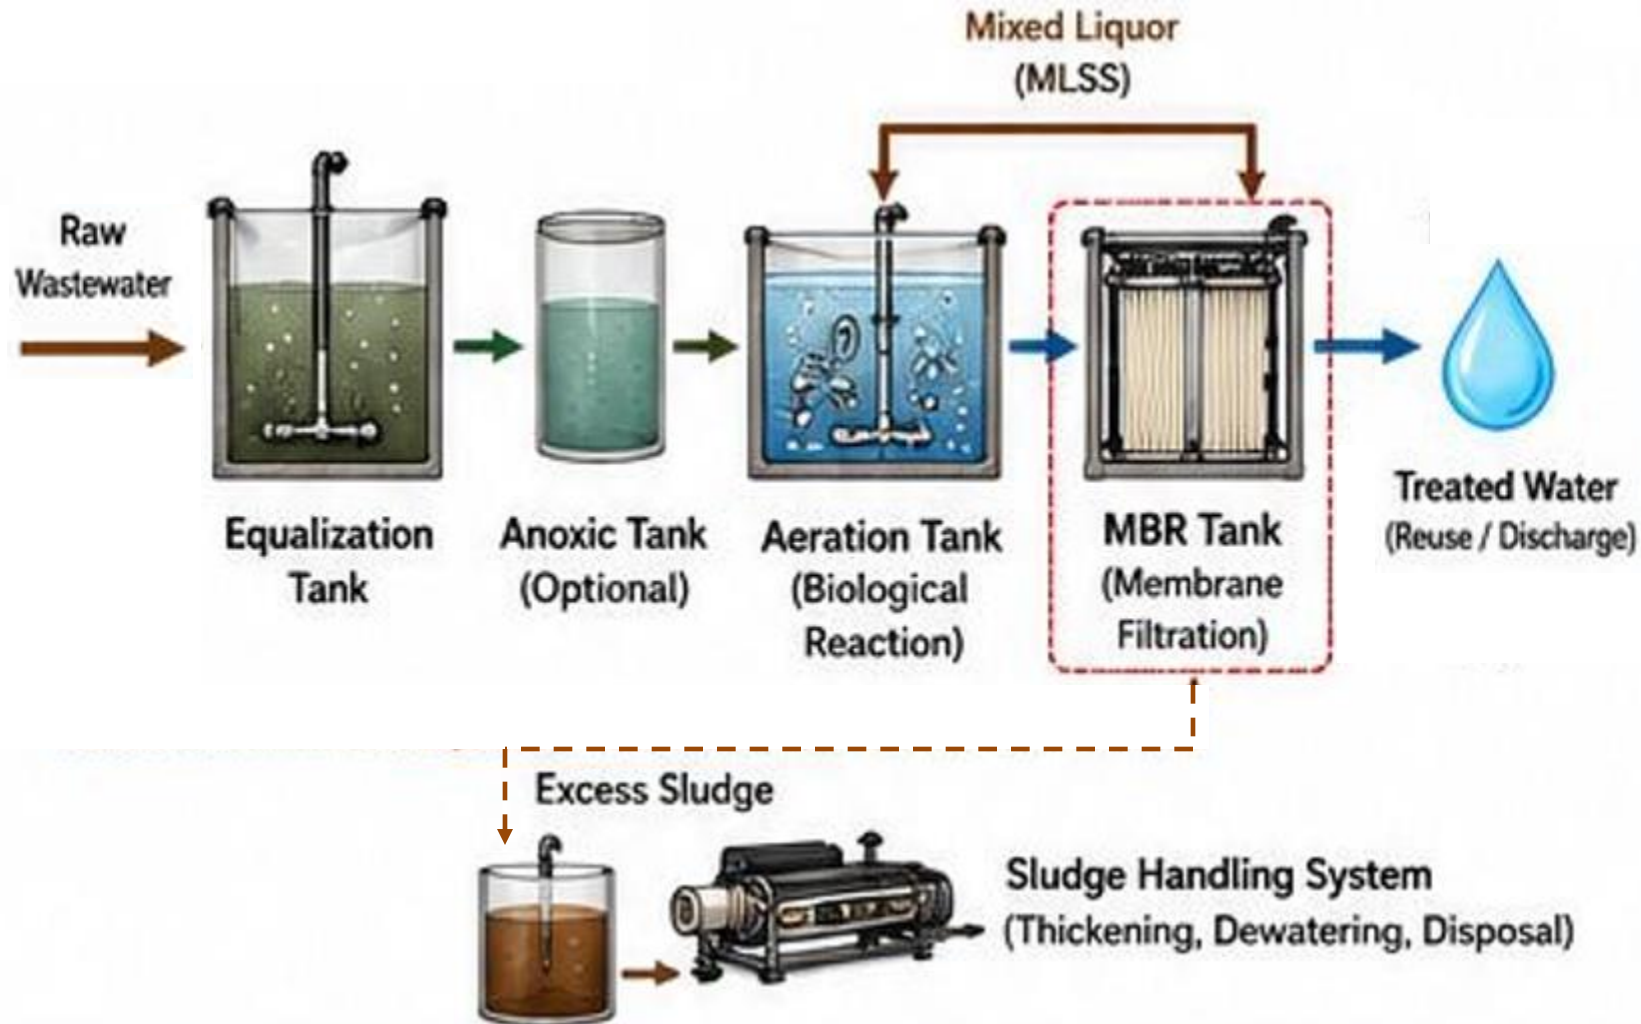 Mixed Liquor
(MLSS)
Raw
Wastewater
Equalization
Tank
Anoxic Tank
(Optional)
Aeration Tank
(Biological
Reaction)
MBR Tank
(Membrane
Filtration)
Treated Water
(Reuse / Discharge)
Excess Sludge
Sludge Handling System
(Thickening, Dewatering, Disposal)